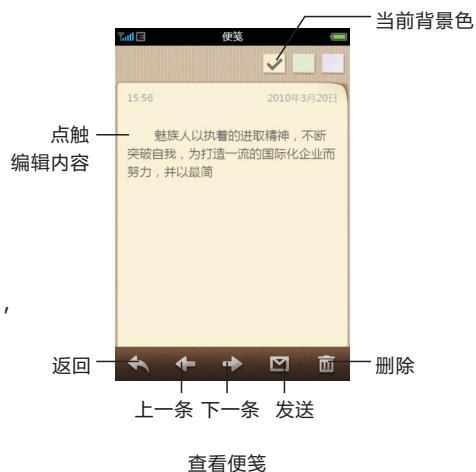 当前背景色
便笺
15:56 2010年3月20日
点触
编辑内容
魅族人以执着的进取精神，不断
突破自我，为打造一流的国际化企业而
努力，并以最简
，
返回
删除
上一条 下一条 发送
查看便笺